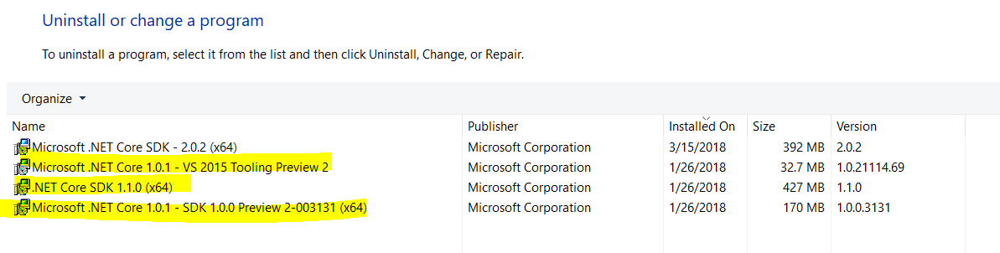 Uninstall or change a program
To uninstall a program, select it from the list and then click Uninstall, Change, or Repair.
Organize
Name Publisher Installed On Size Version
Microsoft .NET Core SDK - 2.0.2 (x64) Microsoft Corporation 3/15/2018 392 MB 2.0.2
Microsoft .NET Core 1.0.1 - VS 2015 Tooling Preview 2 Microsoft Corporation 1/26/2018 32.7 MB 1.0.21114.69
.NET Core SDK 1.1.0 (x64) Microsoft Corporation 1/26/2018 427 MB 1.1.0
Microsoft .NET Core 1.0.1 - SDK 1.0.0 Preview 2-003131 (x64) Microsoft Corporation 1/26/2018 170 MB 1.0.0.3131